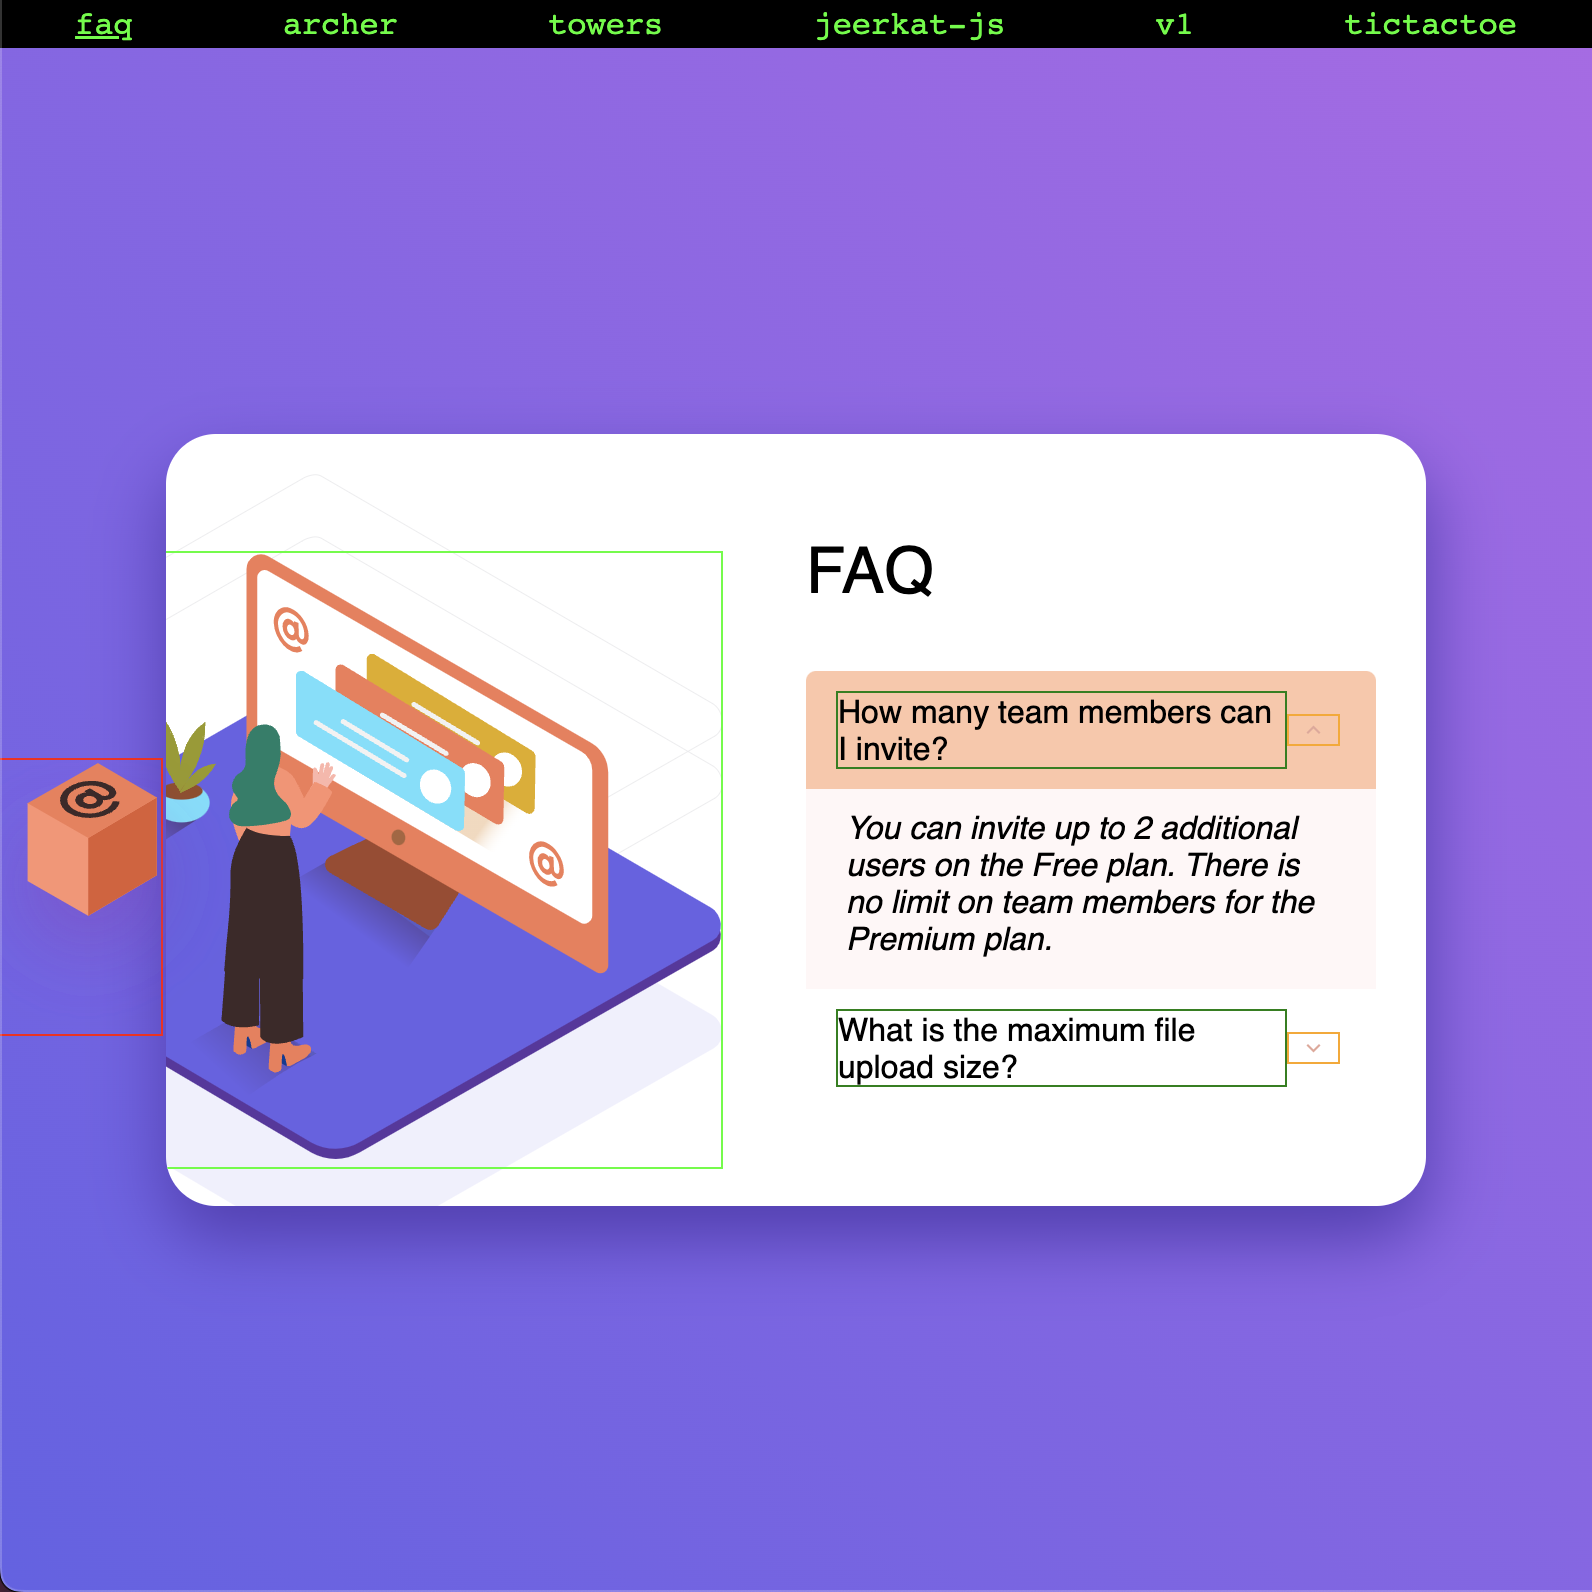 faq archer towers jeerkat-js v1 tictactoe
@
@
@
FAQ
How many team members can
I invite?
You can invite up to 2 additional
users on the Free plan. There is
no limit on team members for the
Premium plan.
What is the maximum file
upload size?